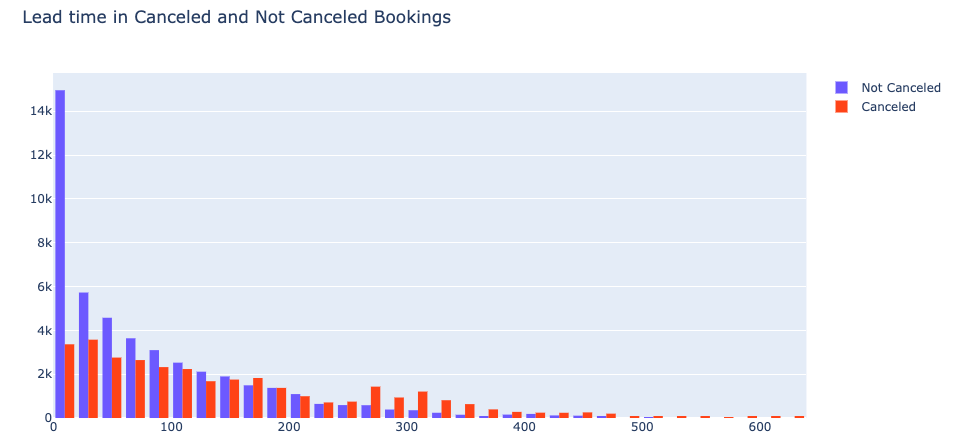 Lead time in Canceled and Not Canceled Bookings
Not Canceled
Canceled
14k
12k
10k
8k
6k
4k
2k
0
0 100 200 300 400 500 600